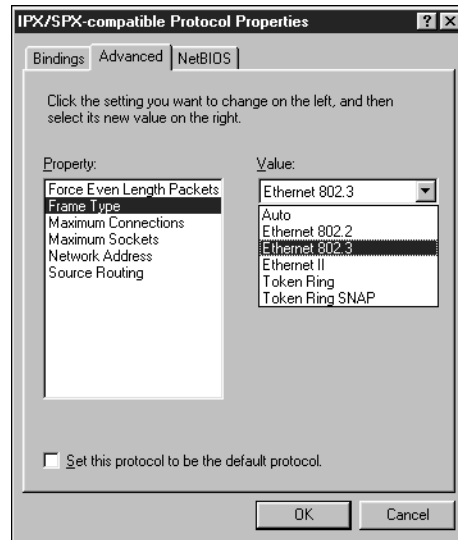 IPX/SPX-compatible Protocol Properties
Bindings Advanced NetBIOS
Click the setting you want to change on the left, and then
select its new value on the right.
Property:
Force Even Length Packets
Frame Type
Maximum Connections
Maximum Sockets
Network Address
Source Routing
Value:
Ethernet 802.3
Auto
Ethernet 802.2
Ethernet 802.3
Ethernet II
Token Ring
Token Ring SNAP
Set this protocol to be the default protocol.
OK Cancel